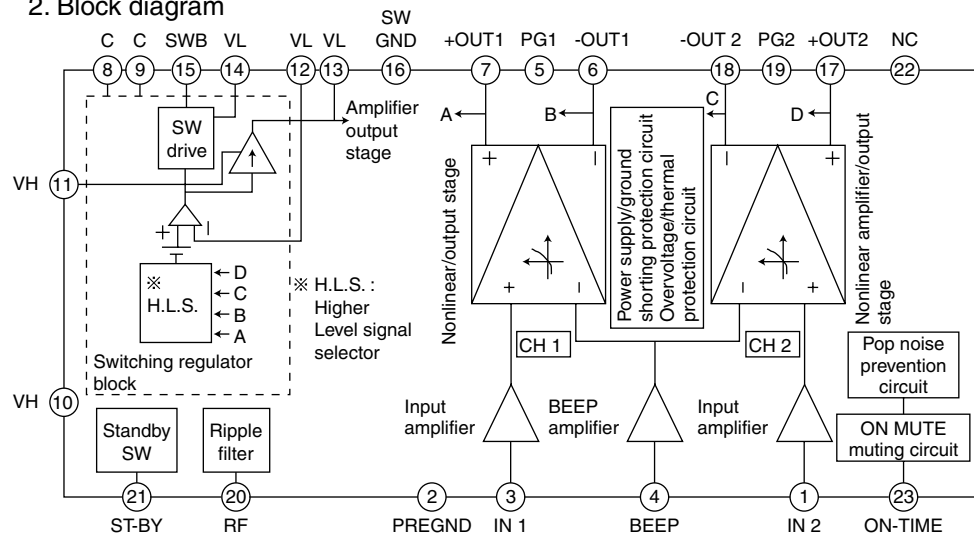 2. Block diagram
C C SWB VL VL VL SW GND +OUT1 PG1 -OUT1 -OUT 2 PG2 +OUT2 NC
8 9 15 14 12 13 16 7 5 6 18 19 17 22
SW
drive
Amplifier
output
stage
VH 11
+ −
※
H.L.S.
D
C
B
A
※ H.L.S. :
Higher
Level signal
selector
Switching regulator
block
VH 10
A
B
C
D
+ −
− +
Nonlinear/output stage
Power supply/ground
shorting protection circuit
Overvoltage/thermal
protection circuit
Nonlinear amplifier/output
stage
+ −
− +
CH 1
CH 2
Pop noise
prevention
circuit
Standby
SW
Ripple
filter
Input
amplifier
BEEP
amplifier
Input
amplifier
ON MUTE
muting circuit
21 20 2 3 4 1 23
ST-BY RF PREGND IN 1 BEEP IN 2 ON-TIME